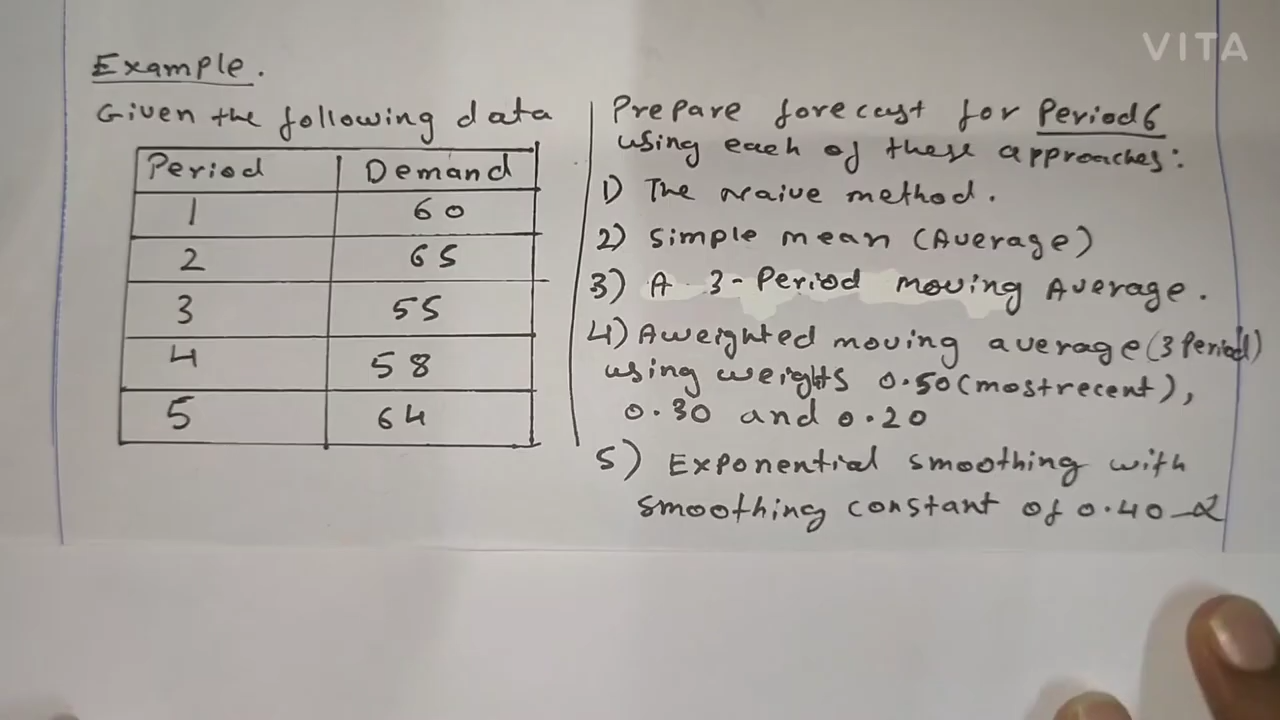 VITA
Example.
Given the following data
Period Demand
1 60
2 65
3 55
4 58
5 64
Prepare forecast for Period 6
using each of these approaches:
1) The naive method.
2) simple mean (Average)
3) A 3-Period moving Average.
4) A weighted moving average (3 Period)
using weights 0.50 (most recent),
0.30 and 0.20
5) Exponential smoothing with
smoothing constant of 0.40 - α